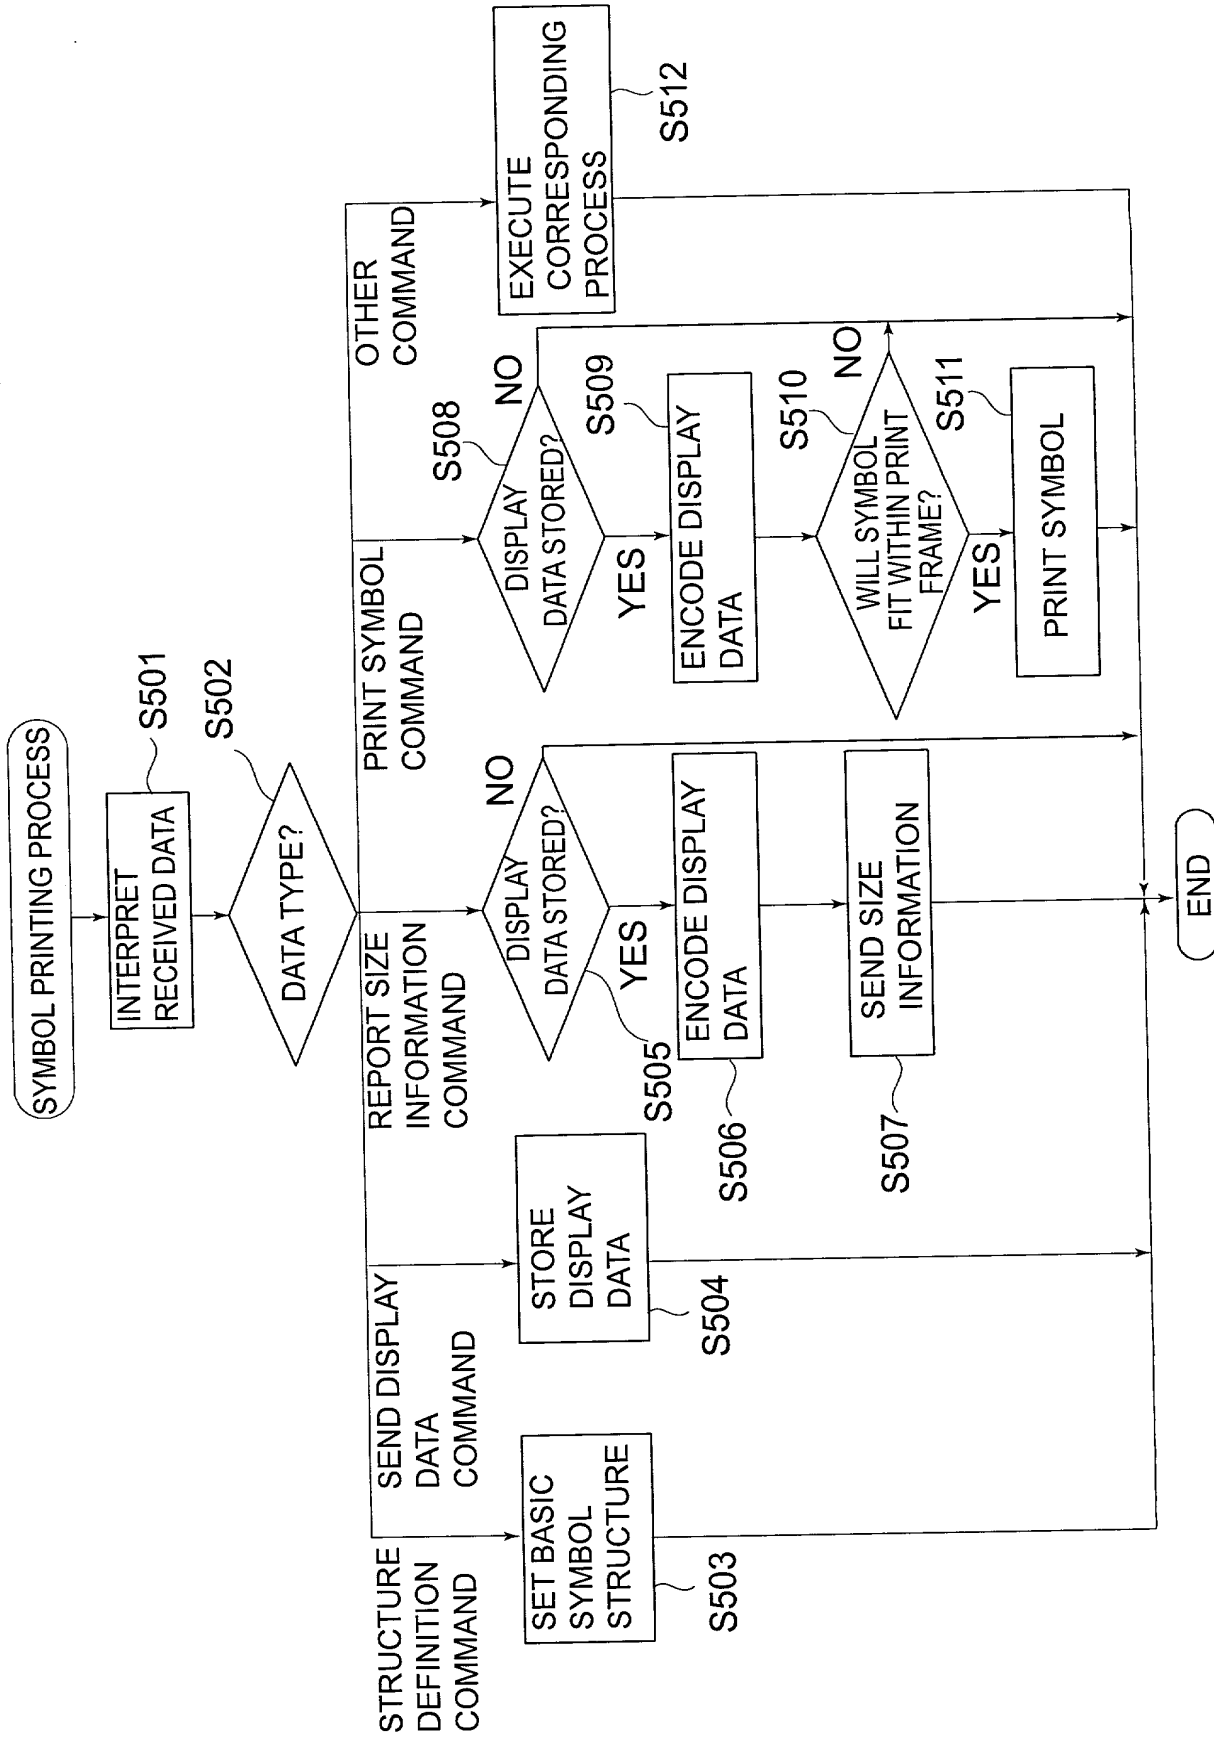 SYMBOL PRINTING PROCESS
INTERPRET
RECEIVED DATA
S501
DATA TYPE?
S502
STRUCTURE
DEFINITION
COMMAND
SET BASIC
SYMBOL
STRUCTURE
S503
SEND DISPLAY
DATA
COMMAND
STORE
DISPLAY
DATA
S504
REPORT SIZE
INFORMATION
COMMAND
DISPLAY
DATA STORED?
S505
NO
YES
ENCODE DISPLAY
DATA
S506
SEND SIZE
INFORMATION
S507
PRINT SYMBOL
COMMAND
DISPLAY
DATA STORED?
S508
NO
YES
ENCODE DISPLAY
DATA
S509
WILL SYMBOL
FIT WITHIN PRINT
FRAME?
S510
NO
YES
PRINT SYMBOL
S511
OTHER
COMMAND
EXECUTE
CORRESPONDING
PROCESS
S512
END